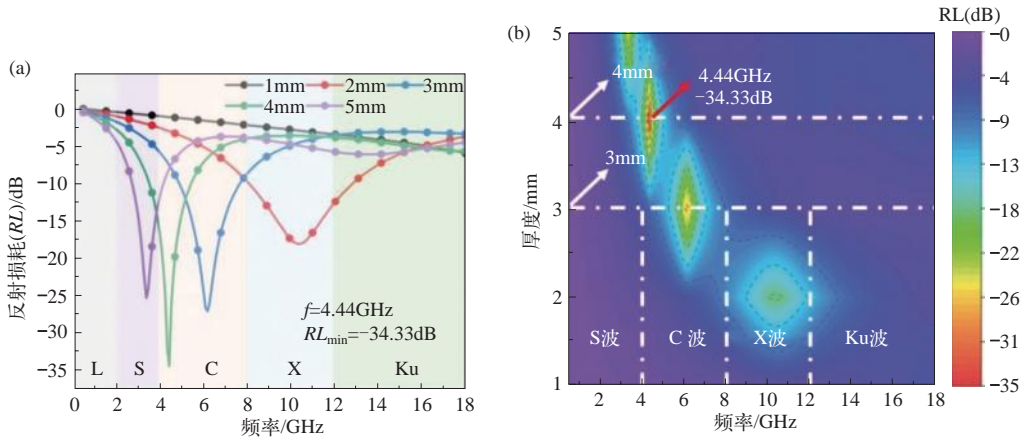 (a)
1mm 2mm 3mm
4mm 5mm
0
−5
−10
−15
−20
−25
−30
−35
反射损耗(RL)/dB
f=4.44GHz
RLmin=−34.33dB
L S C X Ku
0 2 4 6 8 10 12 14 16 18
频率/GHz
(b)
RL(dB)
5
4
3
2
1
厚度/mm
4mm
4.44GHz
−34.33dB
3mm
S波 C 波 X波 Ku波
2 4 6 8 10 12 14 16 18
频率/GHz
−0
−4
−9
−13
−18
−22
−26
−31
−35